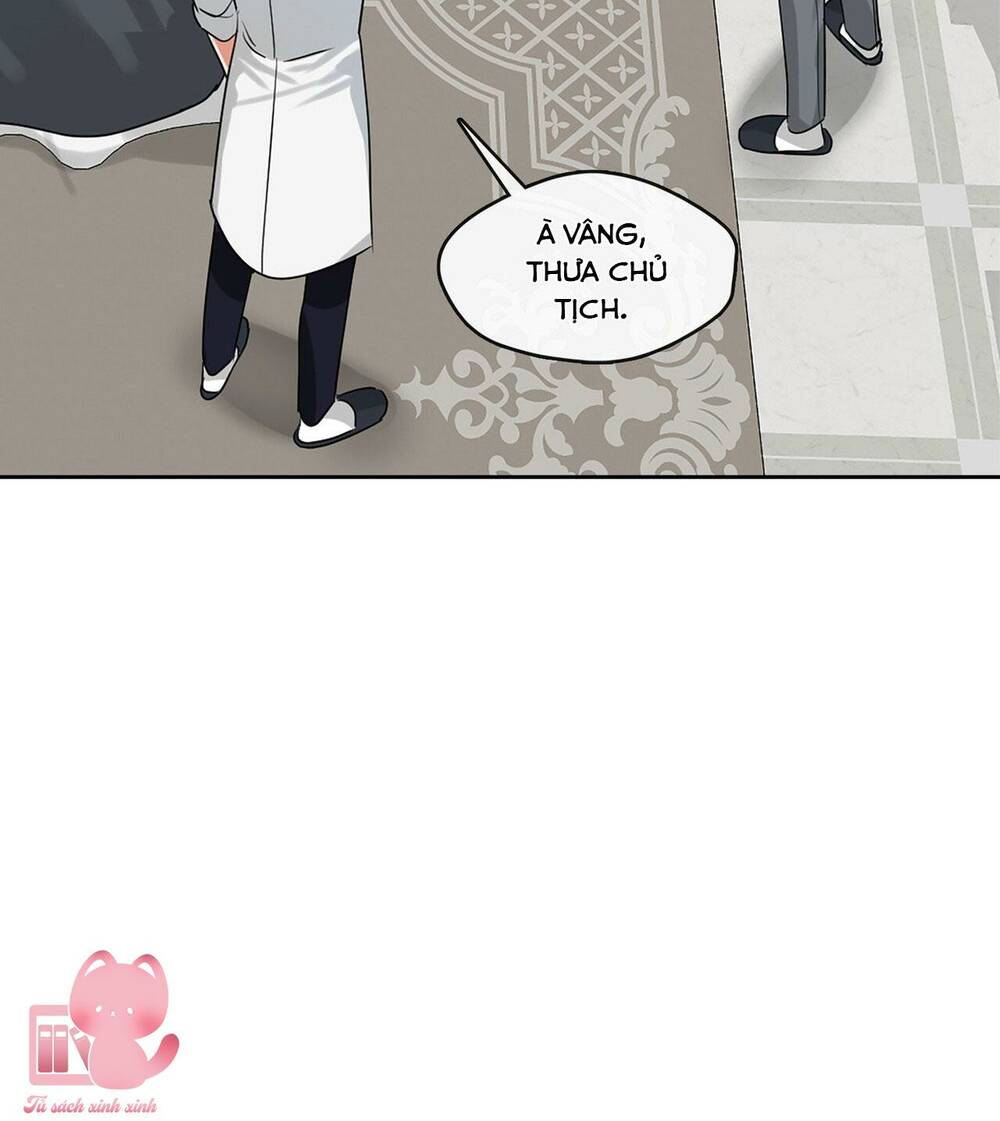 À VÂNG,
THƯA CHỦ
TỊCH.
Tủ sách xinh xinh